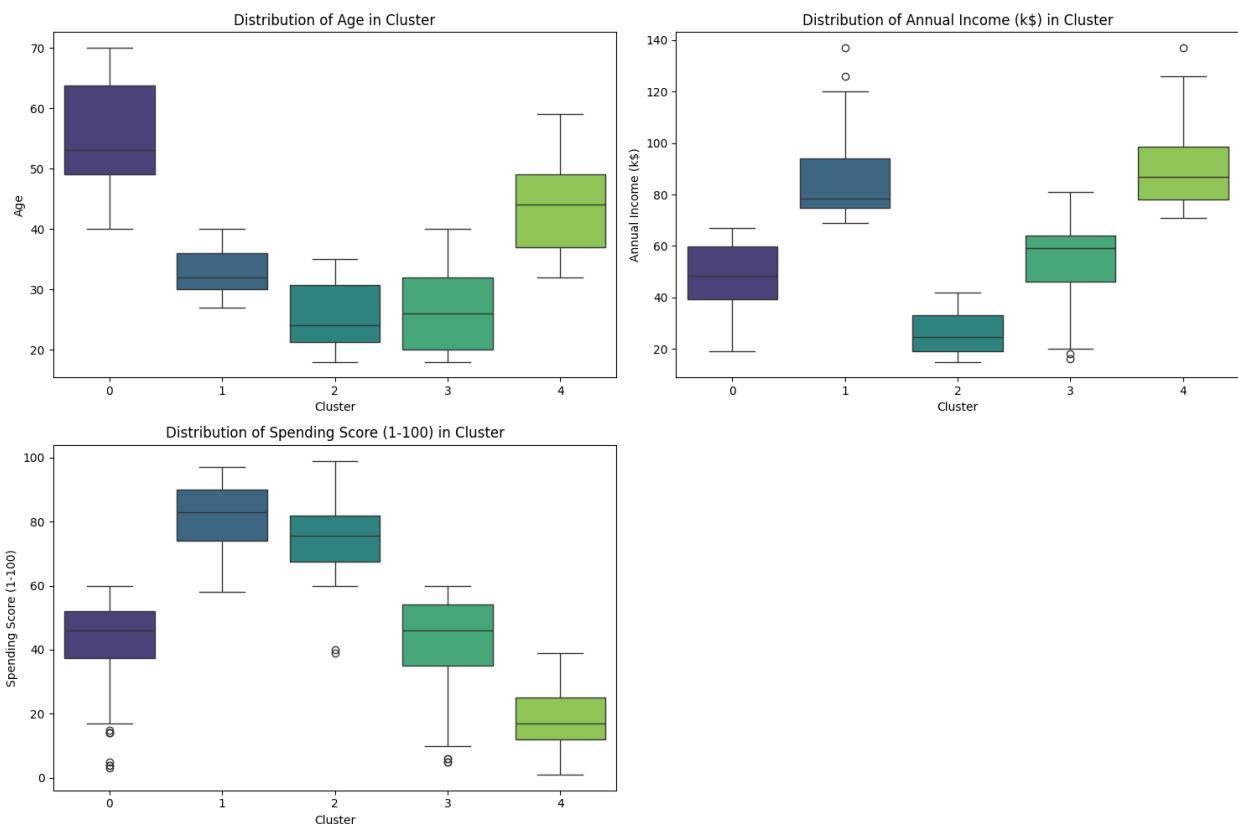 Distribution of Age in Cluster
Age
70
60
50
40
30
20
0 1 2 3 4
Cluster
Distribution of Annual Income (k$) in Cluster
Annual Income (k$)
140
120
100
80
60
40
20
0 1 2 3 4
Cluster
Distribution of Spending Score (1-100) in Cluster
Spending Score (1-100)
100
80
60
40
20
0
0 1 2 3 4
Cluster